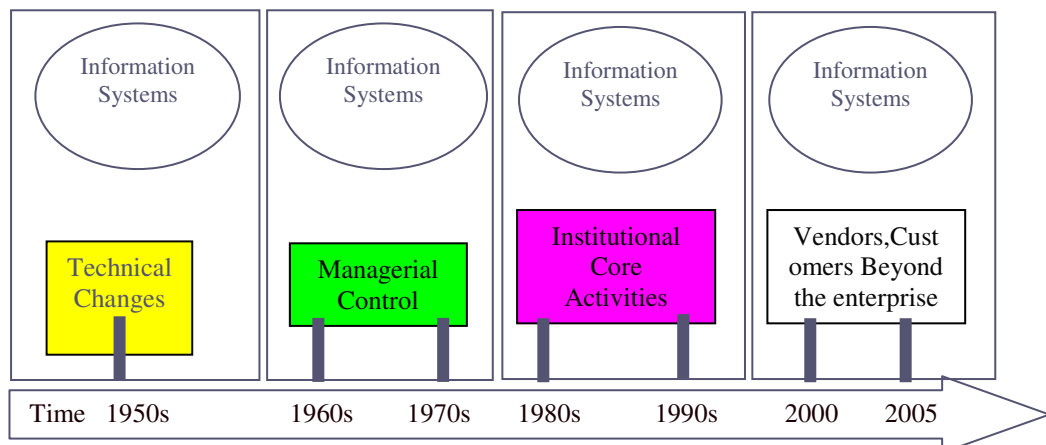 Information
Systems
Information
Systems
Information
Systems
Information
Systems
Technical
Changes
Managerial
Control
Institutional
Core
Activities
Vendors,Cust
omers Beyond
the enterprise
Time 1950s 1960s 1970s 1980s 1990s 2000 2005